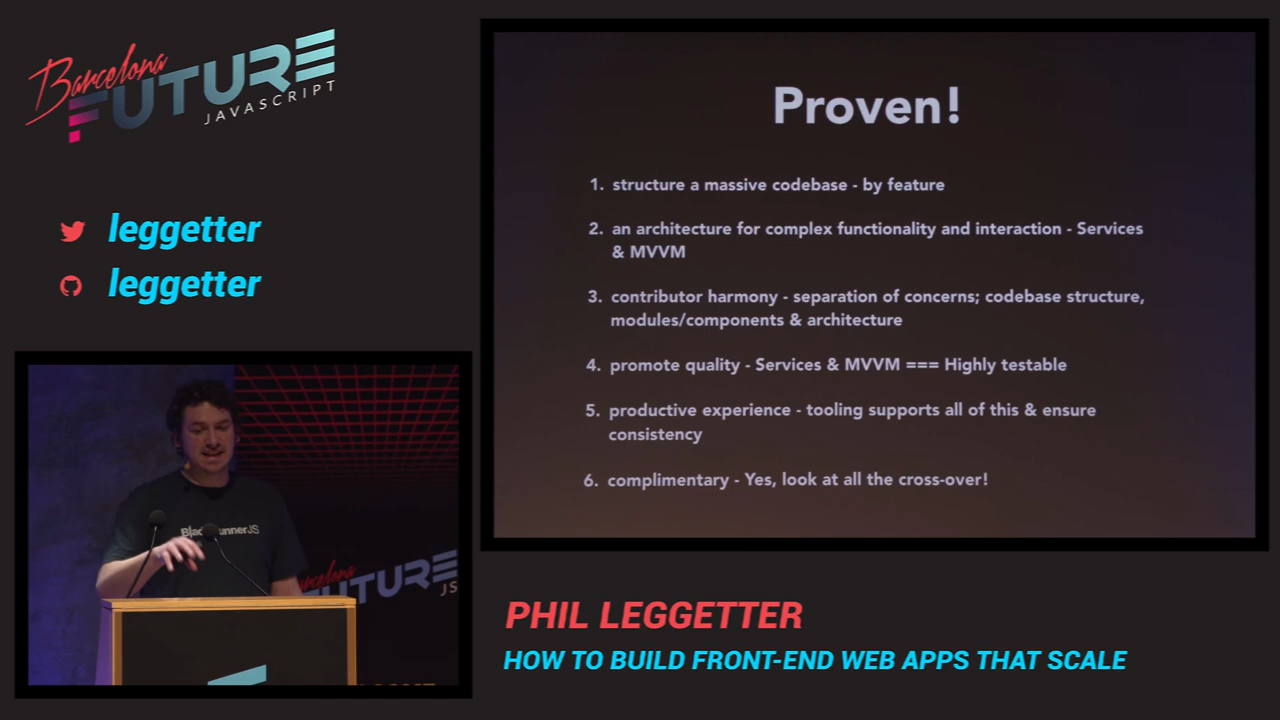 Barcelona
FUTURE
JAVASCRIPT
leggetter
leggetter
Proven!
1. structure a massive codebase - by feature
2. an architecture for complex functionality and interaction - Services
& MVVM
3. contributor harmony - separation of concerns; codebase structure,
modules/components & architecture
4. promote quality - Services & MVVM === Highly testable
5. productive experience - tooling supports all of this & ensure
consistency
6. complimentary - Yes, look at all the cross-over!
Barcelona
FUTURE
JS
PHIL LEGGETTER
HOW TO BUILD FRONT-END WEB APPS THAT SCALE